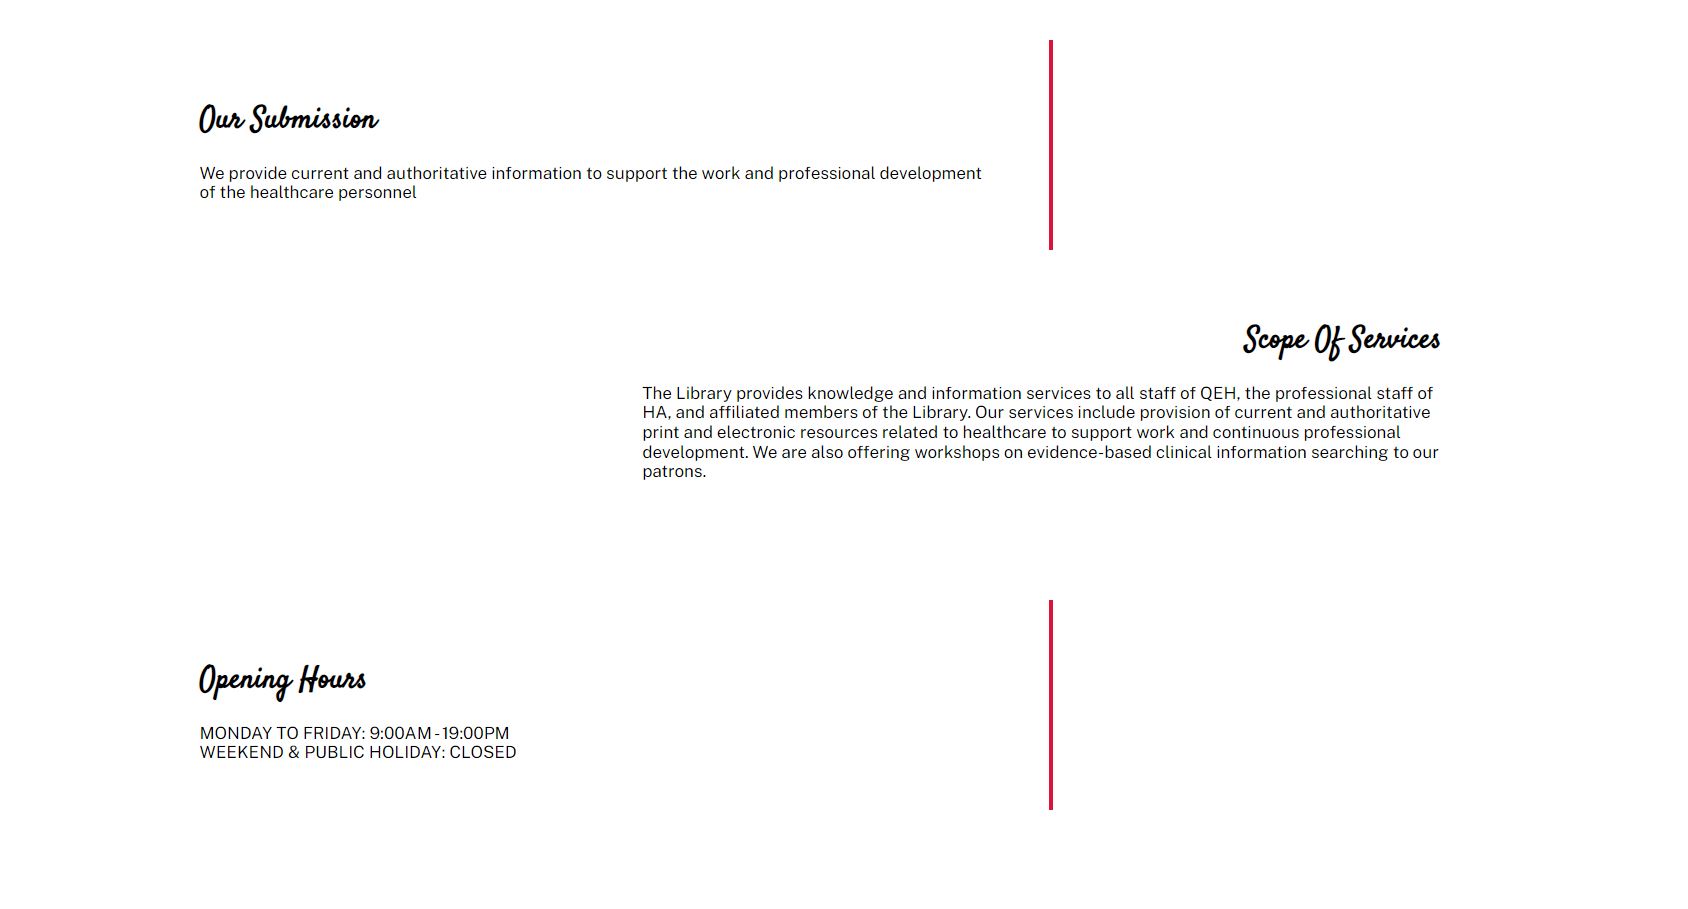 Our Submission
We provide current and authoritative information to support the work and professional development
of the healthcare personnel
Scope Of Services
The Library provides knowledge and information services to all staff of QEH, the professional staff of
HA, and affiliated members of the Library. Our services include provision of current and authoritative
print and electronic resources related to healthcare to support work and continuous professional
development. We are also offering workshops on evidence-based clinical information searching to our
patrons.
Opening Hours
MONDAY TO FRIDAY: 9:00AM - 19:00PM
WEEKEND & PUBLIC HOLIDAY: CLOSED